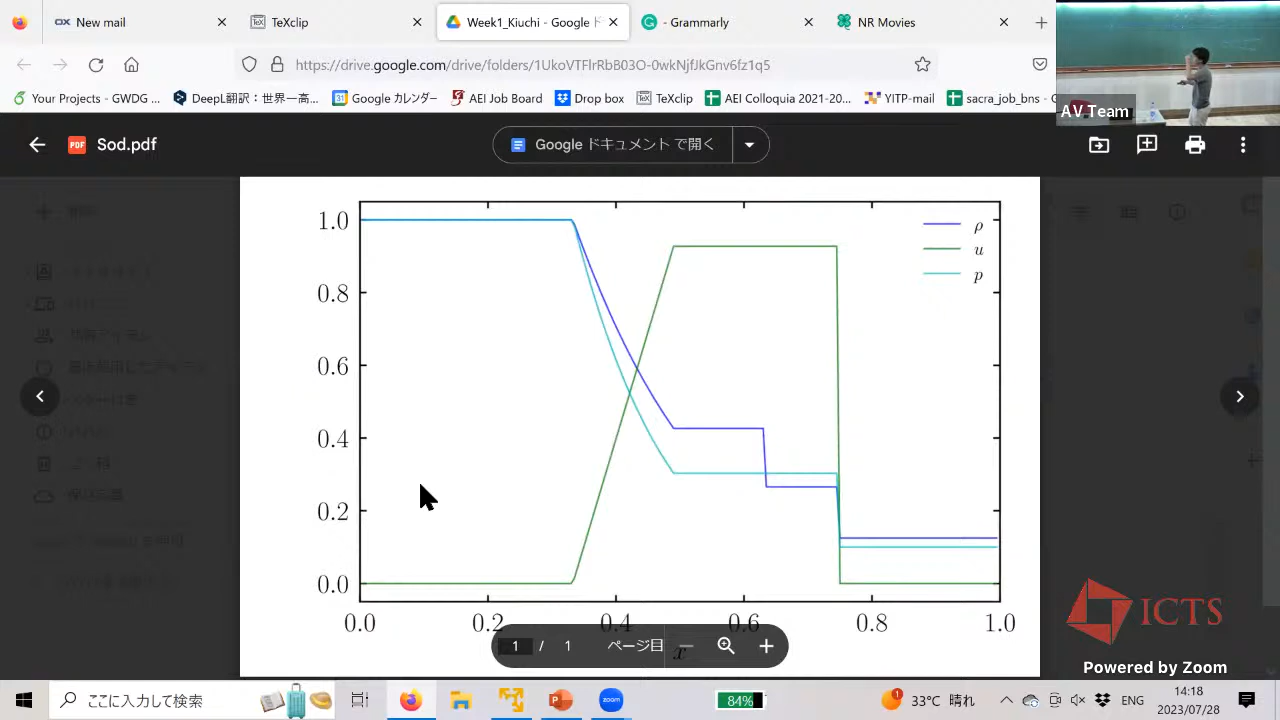 New mail
TeXclip
Week1_Kiuchi - Google ド
- Grammarly
NR Movies
https://drive.google.com/drive/folders/1UkoVTFlrRbB03O-0wkNjfJkGnv6fz1q5
Your Projects - GWDG ...
DeepL翻訳：世界一高...
Google カレンダー
AEI Job Board
Drop box
TeXclip
AEI Colloquia 2021-20...
YITP-mail
sacra_job_bns -
AV Team
Sod.pdf
PDF
Google ドキュメント で開く
1.0
0.8
0.6
0.4
0.2
0.0
ρ
u
p
0.0 0.2 0.4 0.6 0.8 1.0
x
1 / 1 ページ目
ICTS
Powered by Zoom
ここに入力して検索
zoom
84%
1
33°C 晴れ
ENG
14:18
2023/07/28